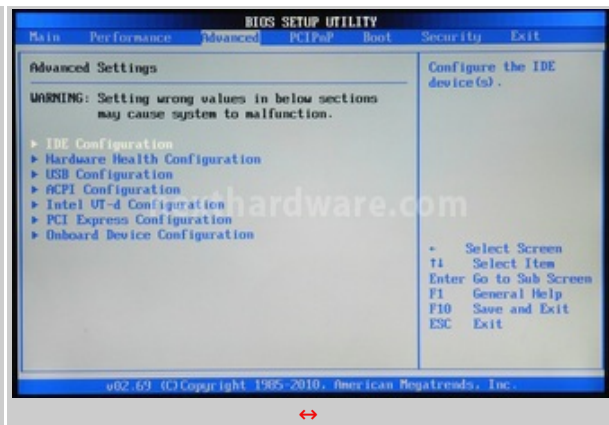 BIOS SETUP UTILITY
Main Performance Advanced PCIPnP Boot Security Exit
Advanced Settings
WARNING: Setting wrong values in below sections
may cause system to malfunction.
▶ IDE Configuration
▶ Hardware Health Configuration
▶ USB Configuration
▶ ACPI Configuration
▶ Intel VT-d Configuration
▶ PCI Express Configuration
▶ Onboard Device Configuration
Configure the IDE
device(s).
Select Screen
↑↓ Select Item
Enter Go to Sub Screen
F1 General Help
F10 Save and Exit
ESC Exit
v02.69 (C)Copyright 1985-2010, American Megatrends, Inc.